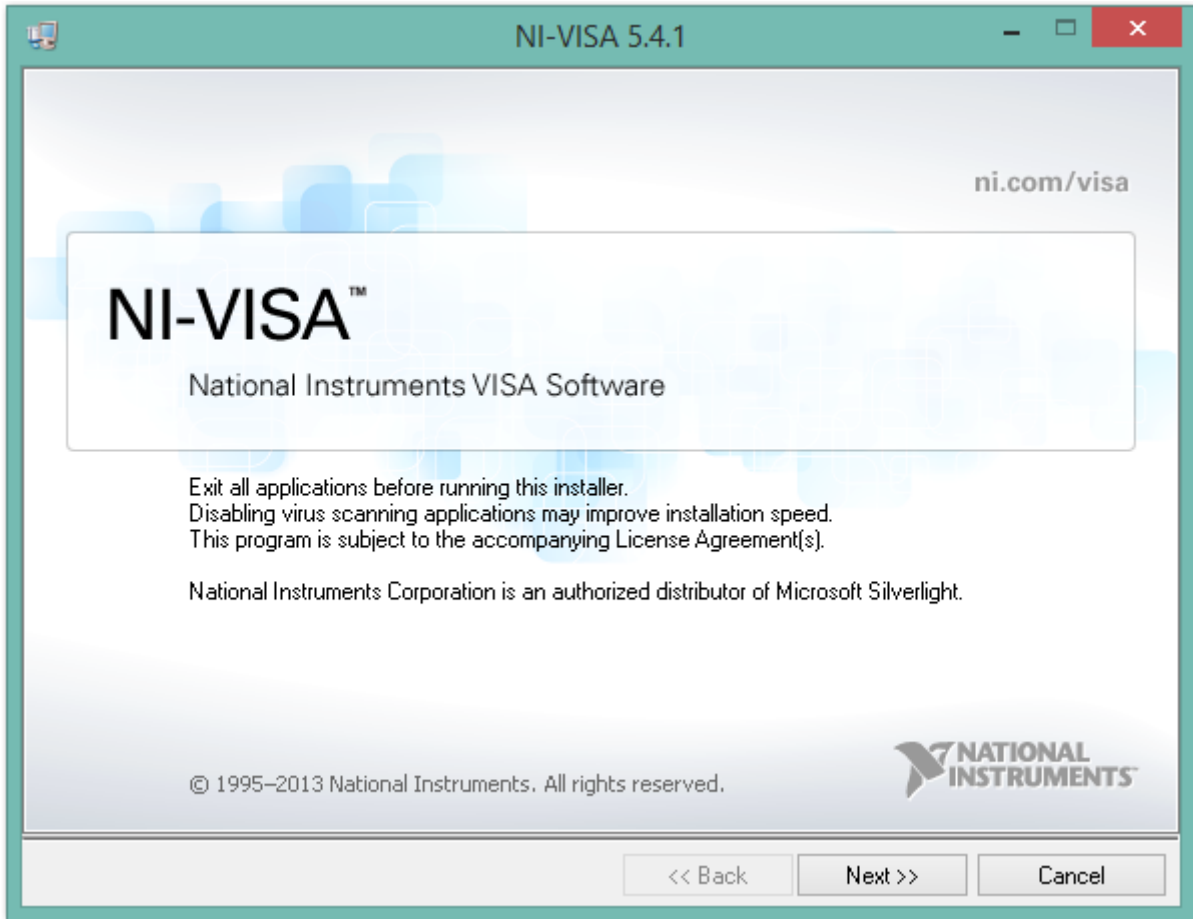 NI-VISA 5.4.1
ni.com/visa
NI-VISA™
National Instruments VISA Software
Exit all applications before running this installer.
Disabling virus scanning applications may improve installation speed.
This program is subject to the accompanying License Agreement(s).
National Instruments Corporation is an authorized distributor of Microsoft Silverlight.
© 1995–2013 National Instruments. All rights reserved.
NATIONAL
INSTRUMENTS™
<< Back Next >> Cancel